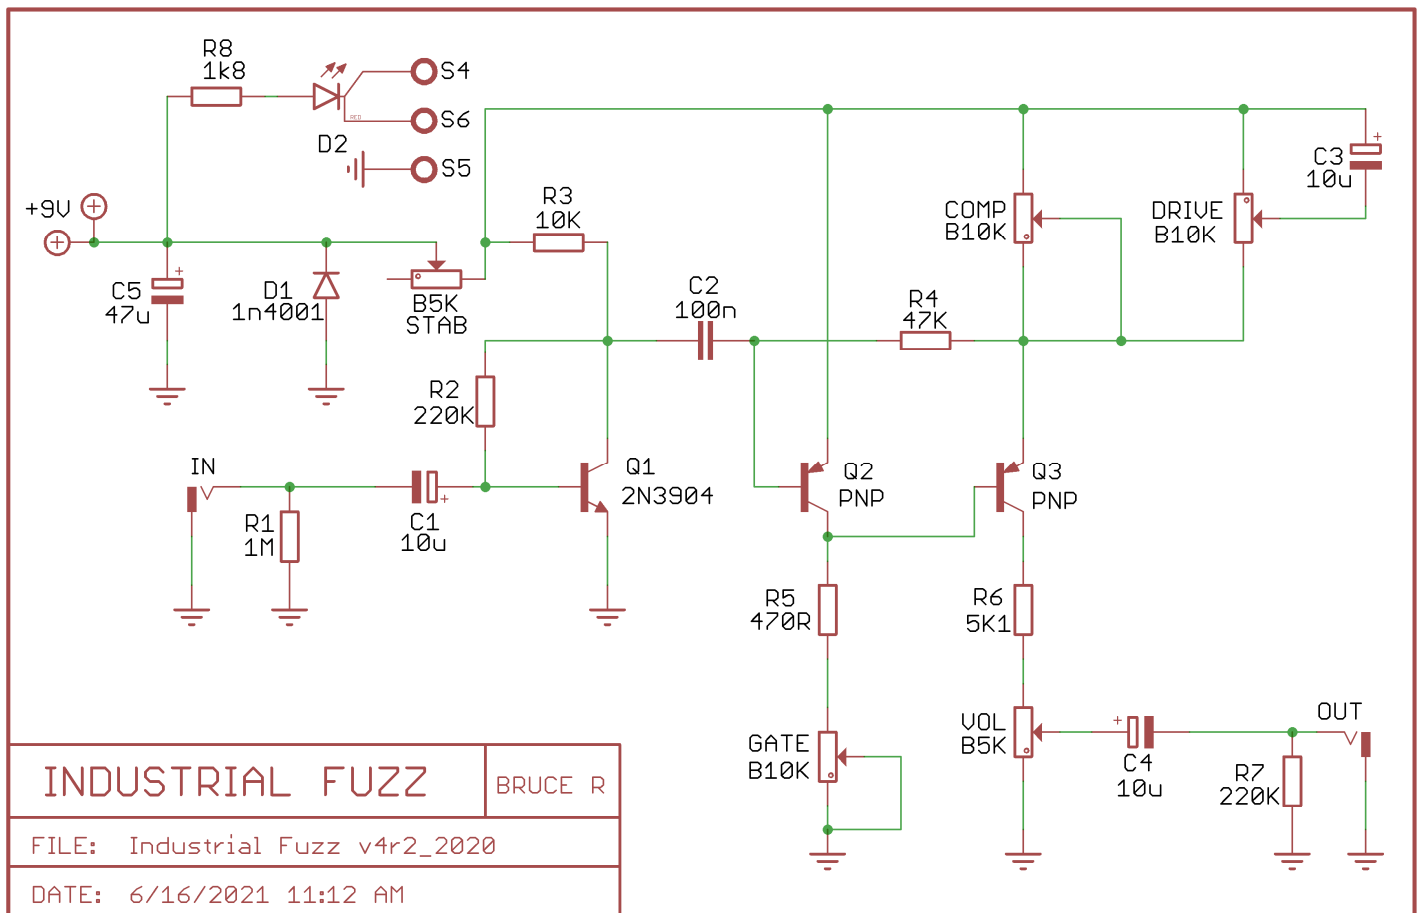 R8
1k8
S4
RED
S6
D2
S5
+9V
R3
10K
COMP
B10K
DRIVE
B10K
C3
+
10u
C5
+
47u
D1
1n4001
B5K
STAB
C2
100n
R4
47K
R2
220K
IN
Q1
2N3904
Q2
PNP
Q3
PNP
R1
1M
C1
+
10u
R5
470R
R6
5K1
GATE
B10K
VOL
B5K
+
C4
10u
OUT
R7
220K
INDUSTRIAL FUZZ
BRUCE R
FILE: Industrial Fuzz v4r2_2020
DATE: 6/16/2021 11:12 AM